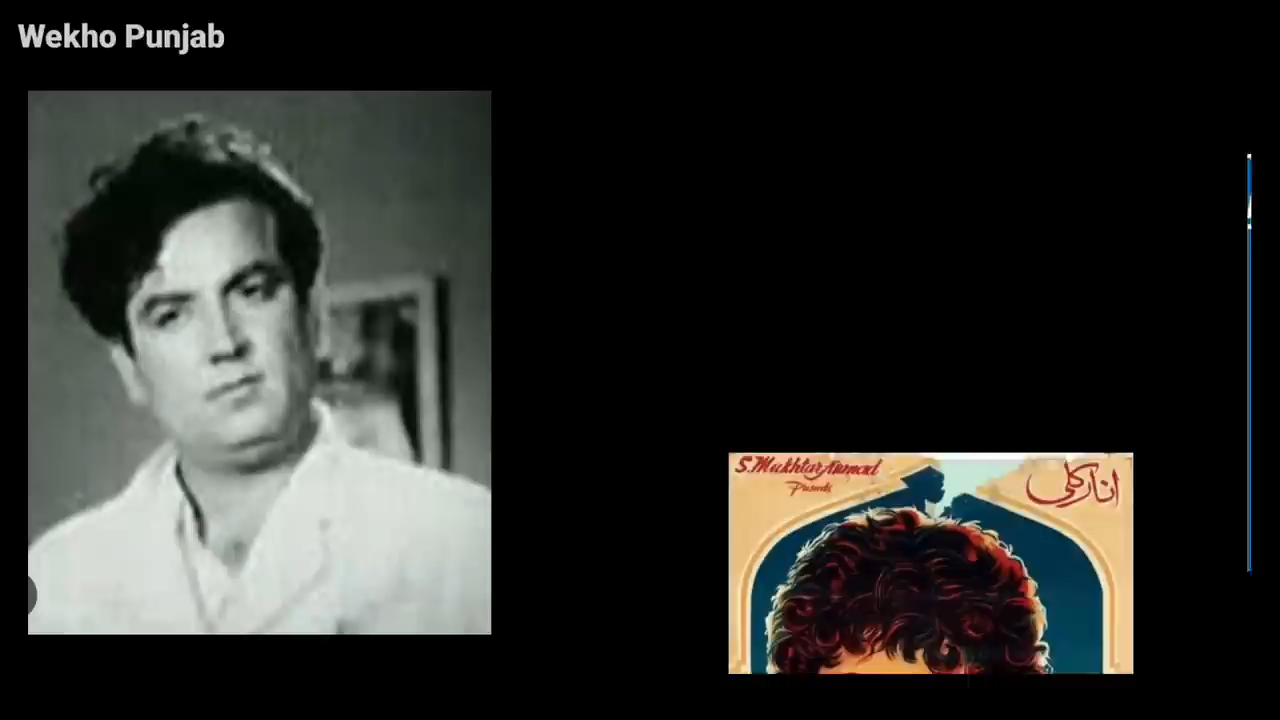 Wekho Punjab
S. Mukhtar Ahmad
Presents
انارکلی